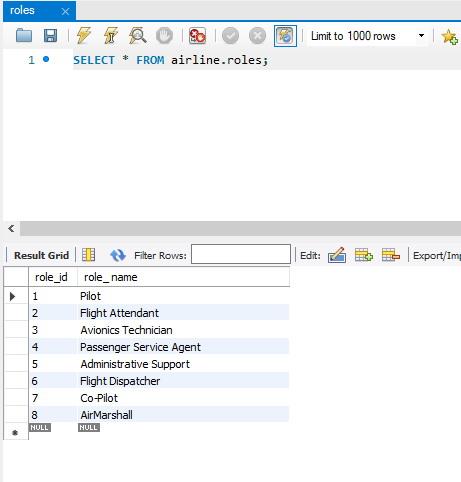 roles ×
Limit to 1000 rows
1 SELECT * FROM airline.roles;
Result Grid Filter Rows: Edit: Export/Imp
role_id role_ name
1 Pilot
2 Flight Attendant
3 Avionics Technician
4 Passenger Service Agent
5 Administrative Support
6 Flight Dispatcher
7 Co-Pilot
8 AirMarshall
NULL NULL